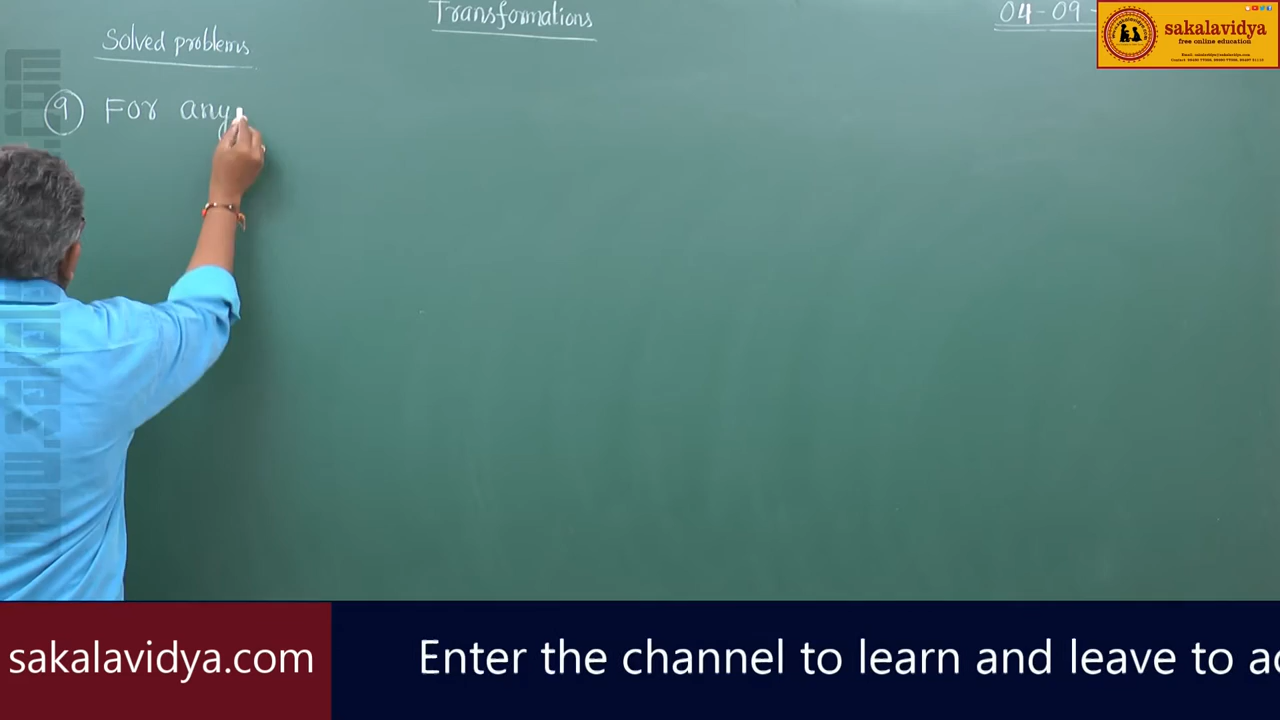 Transformations
04-09-
Solved problems
9 For any
sakalavidya
free online education
sakalavidya.com
Enter the channel to learn and leave to a